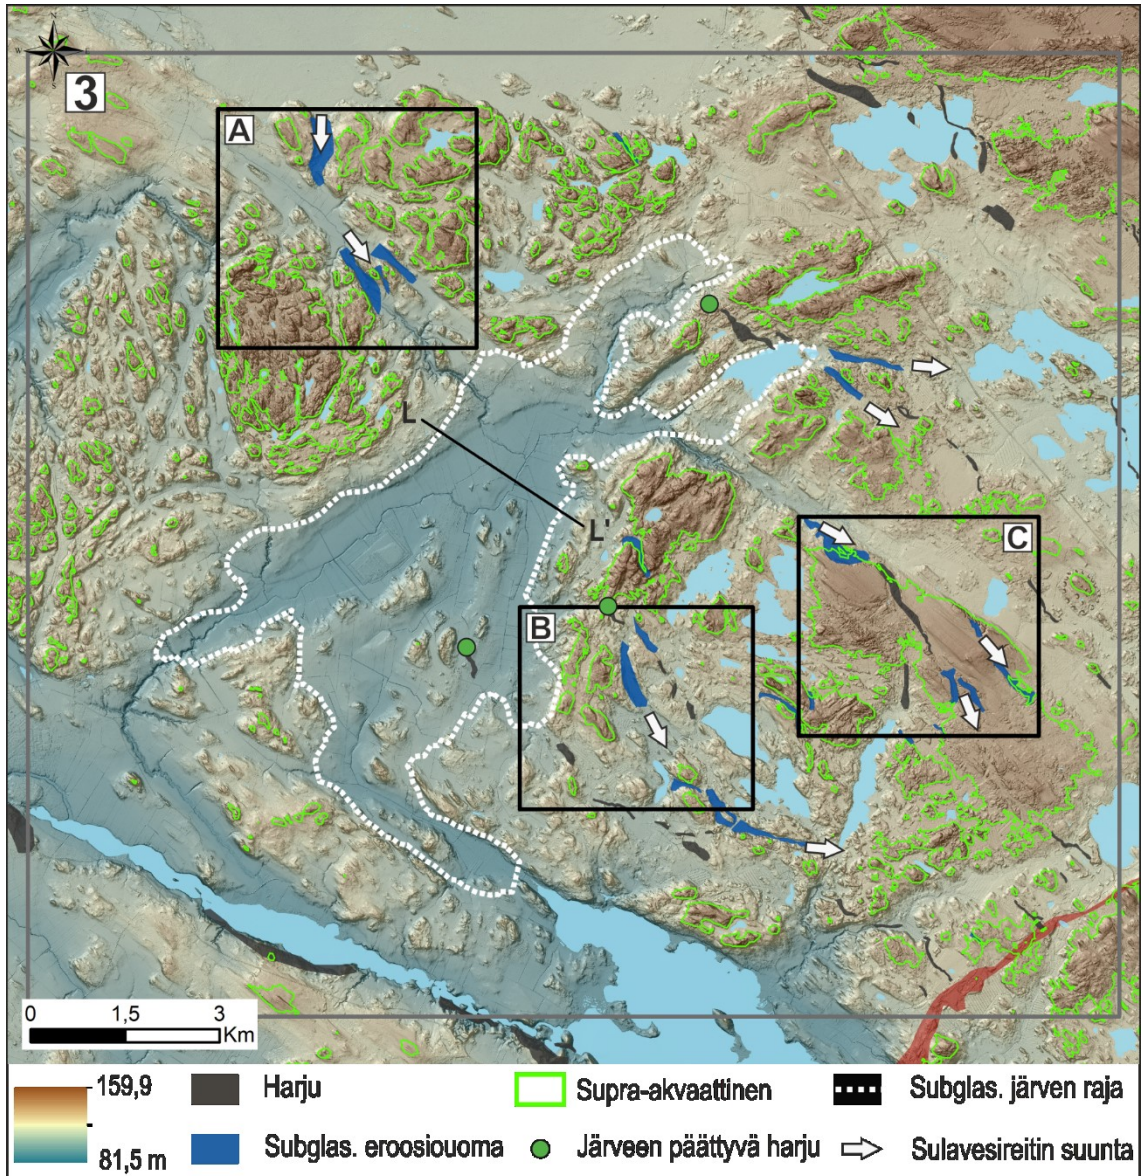 N
W E
S
3
A
L
L'
B
C
0 1,5 3
Km
159,9
81,5 m
Harju
Supra-akvaattinen
Subglas. järven raja
Subglas. eroosiouoma
Järveen päättyvä harju
Sulavesireitin suunta